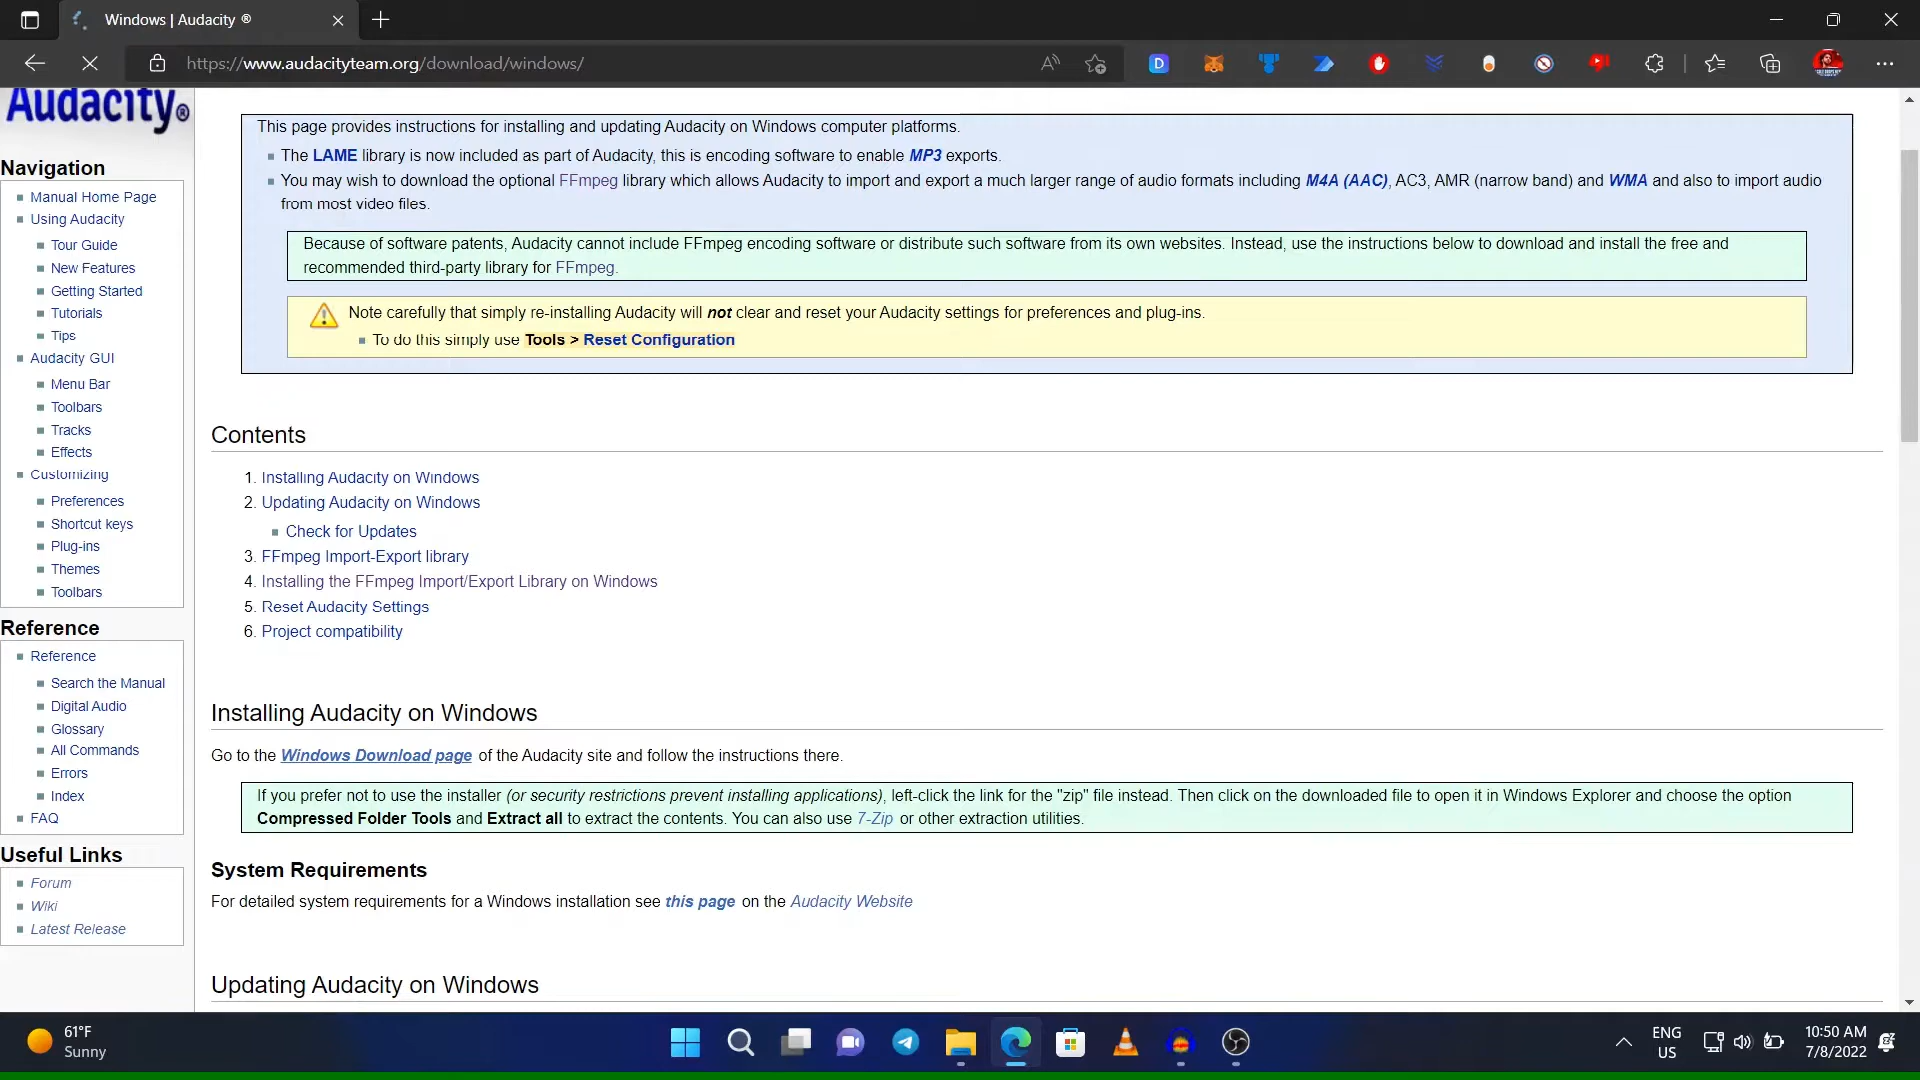 Windows | Audacity ®
https://www.audacityteam.org/download/windows/
Audacity®
Navigation
Manual Home Page
Using Audacity
Tour Guide
New Features
Getting Started
Tutorials
Tips
Audacity GUI
Menu Bar
Toolbars
Tracks
Effects
Customizing
Preferences
Shortcut keys
Plug-ins
Themes
Toolbars
Reference
Reference
Search the Manual
Digital Audio
Glossary
All Commands
Errors
Index
FAQ
Useful Links
Forum
Wiki
Latest Release
This page provides instructions for installing and updating Audacity on Windows computer platforms.
The LAME library is now included as part of Audacity, this is encoding software to enable MP3 exports.
You may wish to download the optional FFmpeg library which allows Audacity to import and export a much larger range of audio formats including M4A (AAC), AC3, AMR (narrow band) and WMA and also to import audio
from most video files.
Because of software patents, Audacity cannot include FFmpeg encoding software or distribute such software from its own websites. Instead, use the instructions below to download and install the free and
recommended third-party library for FFmpeg.
Note carefully that simply re-installing Audacity will not clear and reset your Audacity settings for preferences and plug-ins.
To do this simply use Tools > Reset Configuration
Contents
1. Installing Audacity on Windows
2. Updating Audacity on Windows
Check for Updates
3. FFmpeg Import-Export library
4. Installing the FFmpeg Import/Export Library on Windows
5. Reset Audacity Settings
6. Project compatibility
Installing Audacity on Windows
Go to the Windows Download page of the Audacity site and follow the instructions there.
If you prefer not to use the installer (or security restrictions prevent installing applications), left-click the link for the "zip" file instead. Then click on the downloaded file to open it in Windows Explorer and choose the option
Compressed Folder Tools and Extract all to extract the contents. You can also use 7-Zip or other extraction utilities.
System Requirements
For detailed system requirements for a Windows installation see this page on the Audacity Website
Updating Audacity on Windows
61°F
Sunny
ENG
US
10:50 AM
7/8/2022